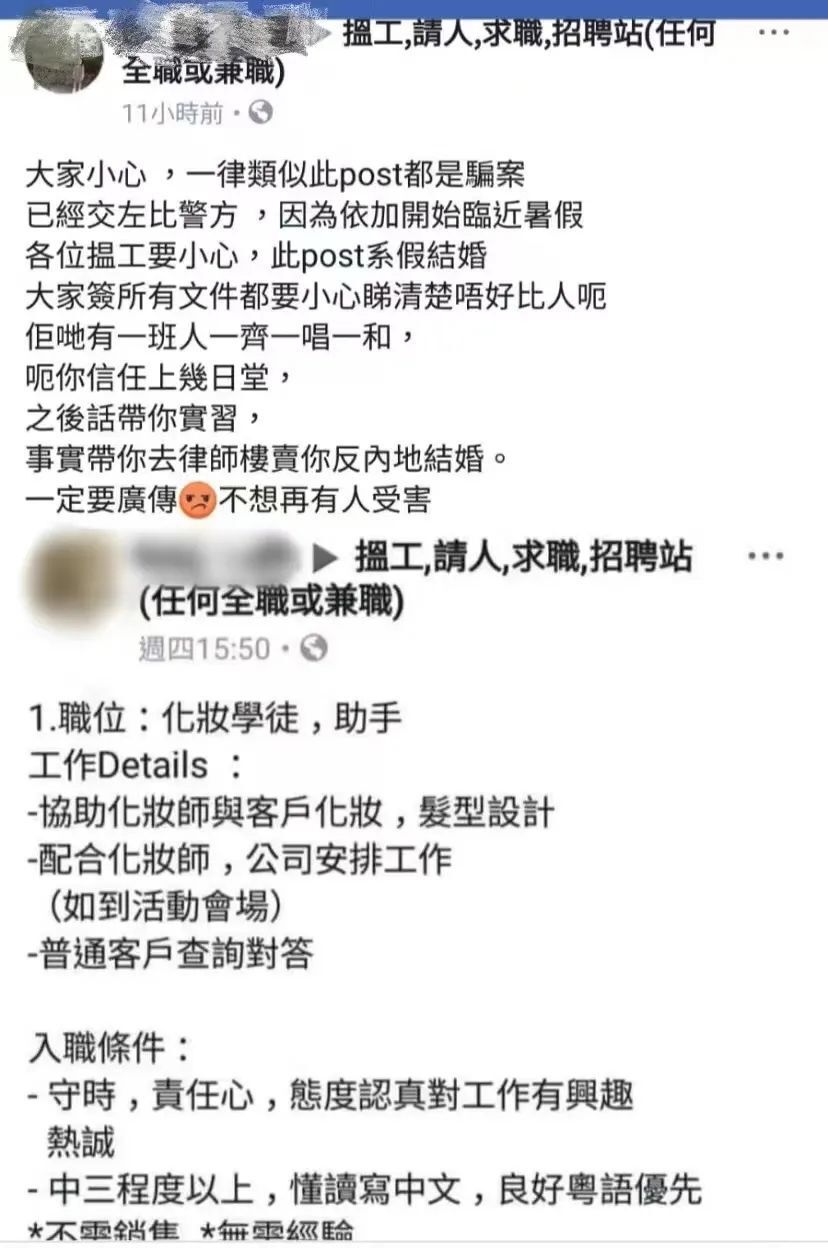 搵工,請人,求職,招聘站(任何
全職或兼職)
11小時前
大家小心，一律類似此post都是騙案
已經交左比警方，因為依加開始臨近暑假
各位揾工要小心，此post系假結婚
大家簽所有文件都要小心睇清楚唔好比人呃
佢哋有一班人一齊一唱一和，
呃你信任上幾日堂，
之後話帶你實習，
事實帶你去律師樓賣你反內地結婚。
一定要廣傳😡不想再有人受害
搵工,請人,求職,招聘站
(任何全職或兼職)
週四15:50
1.職位：化妝學徒，助手
工作Details：
-協助化妝師與客戶化妝，髮型設計
-配合化妝師，公司安排工作
（如到活動會場）
-普通客戶查詢對答
入職條件：
- 守時，責任心，態度認真對工作有興趣
熱誠
- 中三程度以上，懂讀寫中文，良好粵語優先
*不需銷售 *無需經驗